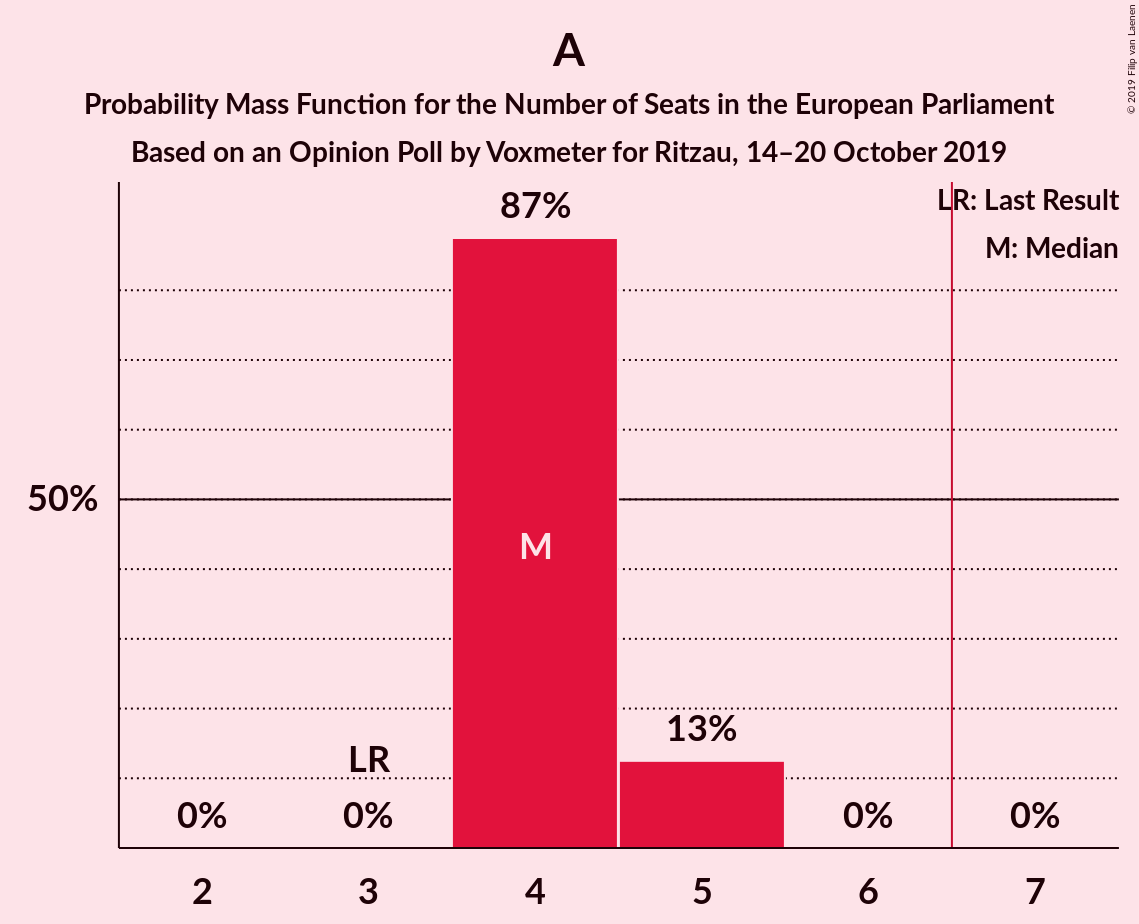 A
Probability Mass Function for the Number of Seats in the European Parliament
Based on an Opinion Poll by Voxmeter for Ritzau, 14–20 October 2019
© 2019 Filip van Laenen
LR: Last Result
M: Median
87%
50%
M
13%
LR
0% 0% 0% 0%
2 3 4 5 6 7